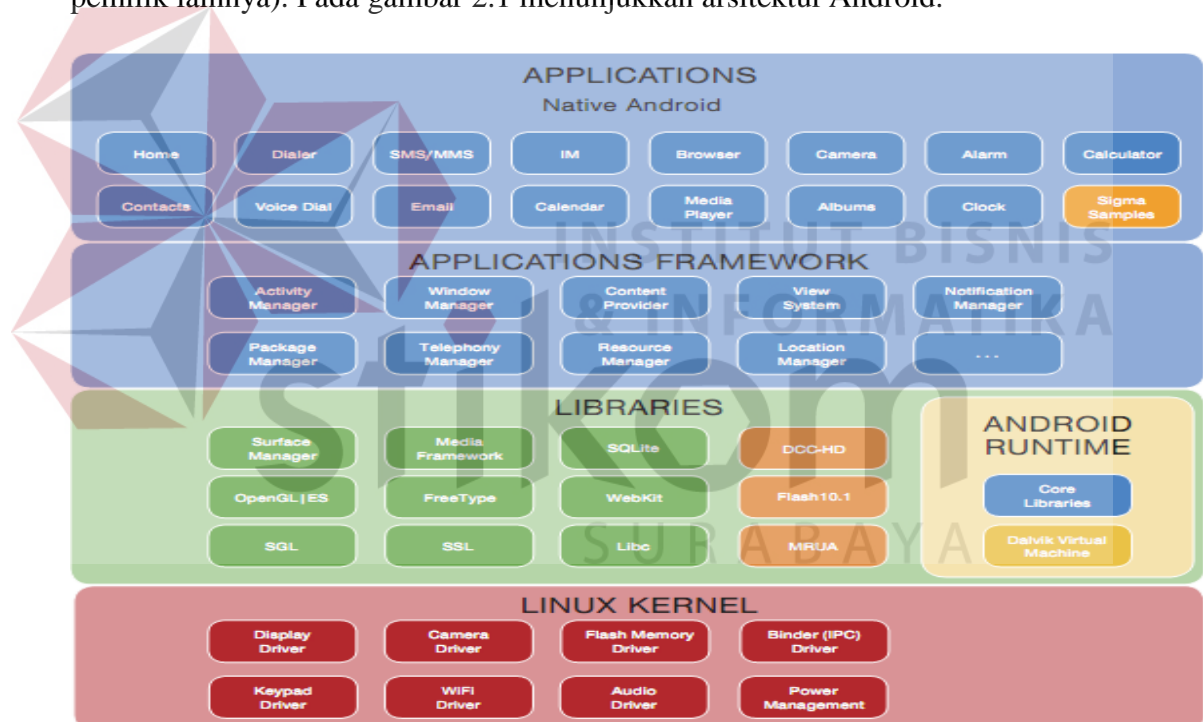 pemilik lainnya). Pada gambar 2.1 menunjukkan arsitektur Android.
APPLICATIONS
Native Android
Home Dialer SMS/MMS IM Browser Camera Alarm Calculator
Contacts Voice Dial Email Calendar Media Player Albums Clock Sigma Samples
INSTITUT BISNIS
& INFORMATIKA
stikom
SURABAYA
APPLICATIONS FRAMEWORK
Activity Manager Window Manager Content Provider View System Notification Manager
Package Manager Telephony Manager Resource Manager Location Manager ...
LIBRARIES
Surface Manager Media Framework SQLite DCC-HD
OpenGL|ES FreeType WebKit Flash10.1
SGL SSL Libc MRUA
ANDROID
RUNTIME
Core Libraries
Dalvik Virtual Machine
LINUX KERNEL
Display Driver Camera Driver Flash Memory Driver Binder (IPC) Driver
Keypad Driver WiFi Driver Audio Driver Power Management